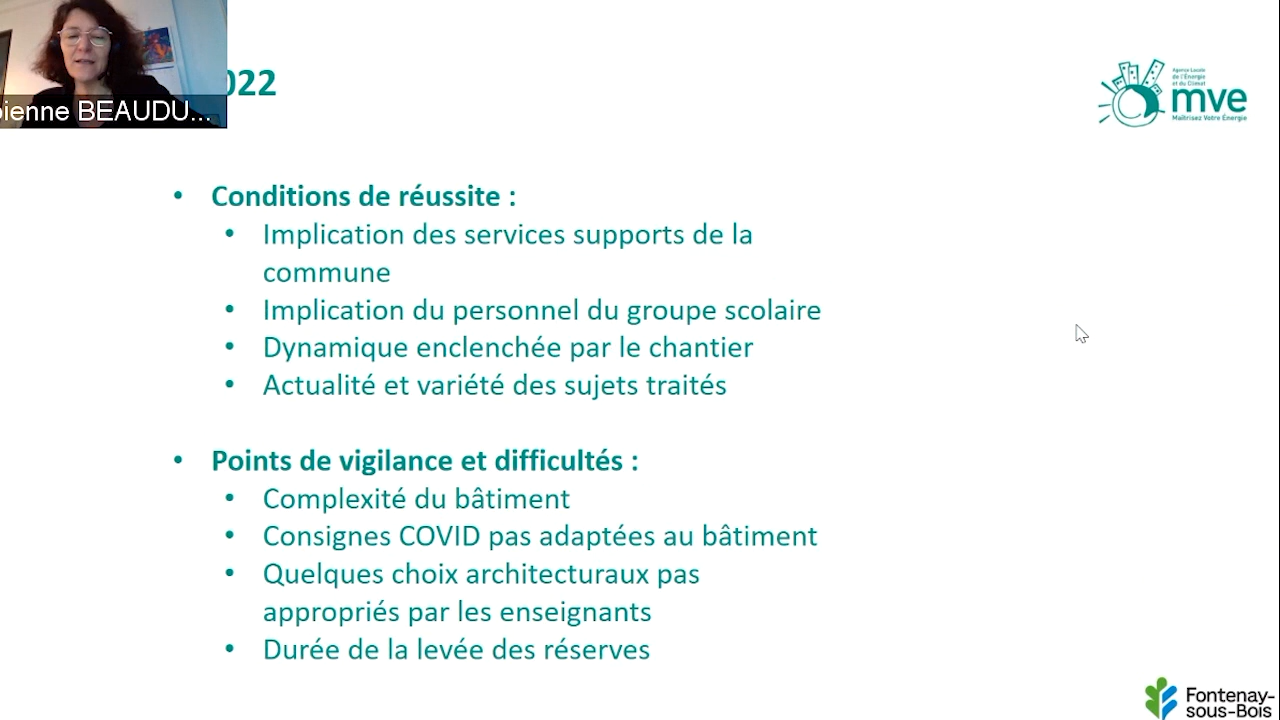 022
ienne BEAUDU...
Agence Locale
de l'Énergie
et du Climat
mve
Maîtrisez Votre Énergie
• Conditions de réussite :
• Implication des services supports de la
commune
• Implication du personnel du groupe scolaire
• Dynamique enclenchée par le chantier
• Actualité et variété des sujets traités
• Points de vigilance et difficultés :
• Complexité du bâtiment
• Consignes COVID pas adaptées au bâtiment
• Quelques choix architecturaux pas
appropriés par les enseignants
• Durée de la levée des réserves
Fontenay-
sous-Bois